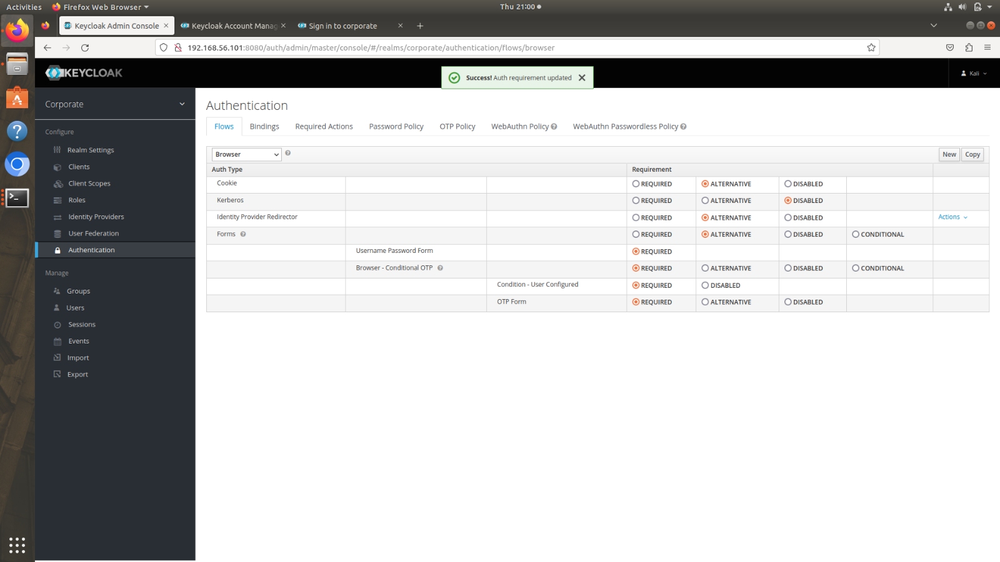 Activities
Firefox Web Browser
Thu 21:00
Keycloak Admin Console
Keycloak Account Manag
Sign in to corporate
192.168.56.101:8080/auth/admin/master/console/#/realms/corporate/authentication/flows/browser
KEYCLOAK
Success! Auth requirement updated
Kali
Corporate
Configure
Realm Settings
Clients
Client Scopes
Roles
Identity Providers
User Federation
Authentication
Manage
Groups
Users
Sessions
Events
Import
Export
Authentication
Flows Bindings Required Actions Password Policy OTP Policy WebAuthn Policy WebAuthn Passwordless Policy
Browser New Copy
Auth Type Requirement
Cookie REQUIRED ALTERNATIVE DISABLED
Kerberos REQUIRED ALTERNATIVE DISABLED
Identity Provider Redirector REQUIRED ALTERNATIVE DISABLED Actions
Forms REQUIRED ALTERNATIVE DISABLED CONDITIONAL
Username Password Form REQUIRED
Browser - Conditional OTP REQUIRED ALTERNATIVE DISABLED CONDITIONAL
Condition - User Configured REQUIRED DISABLED
OTP Form REQUIRED ALTERNATIVE DISABLED